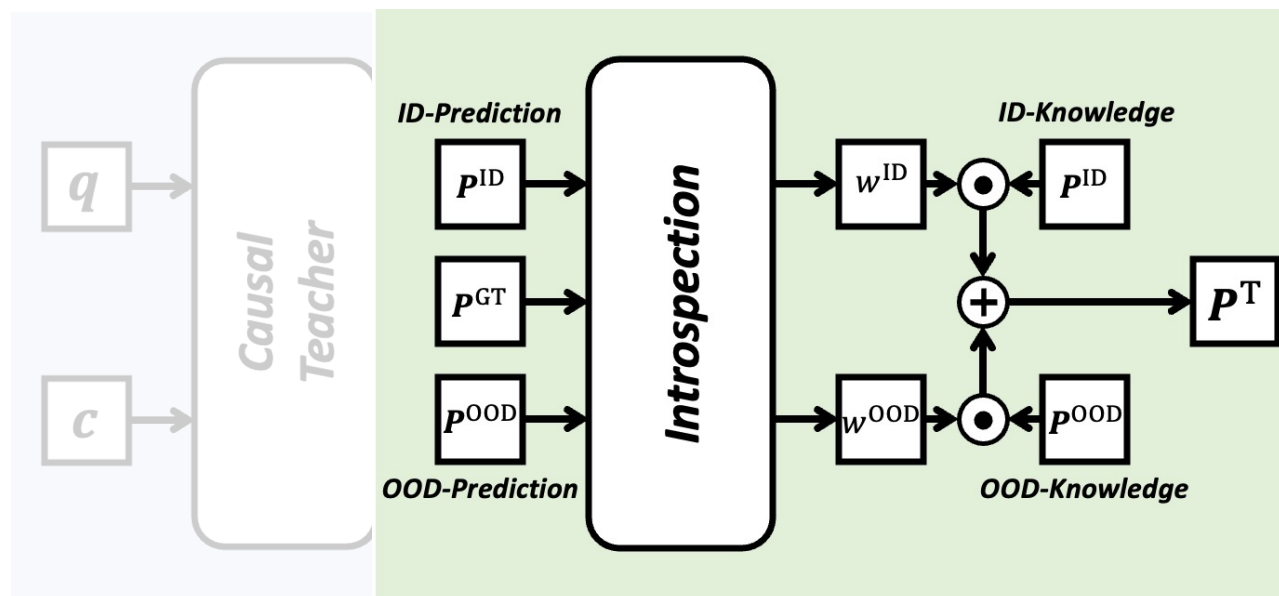 q
c
Causal
Teacher
ID-Prediction
P^ID
P^GT
P^OOD
OOD-Prediction
Introspection
w^ID
w^OOD
ID-Knowledge
P^ID
+
P^OOD
OOD-Knowledge
P^T